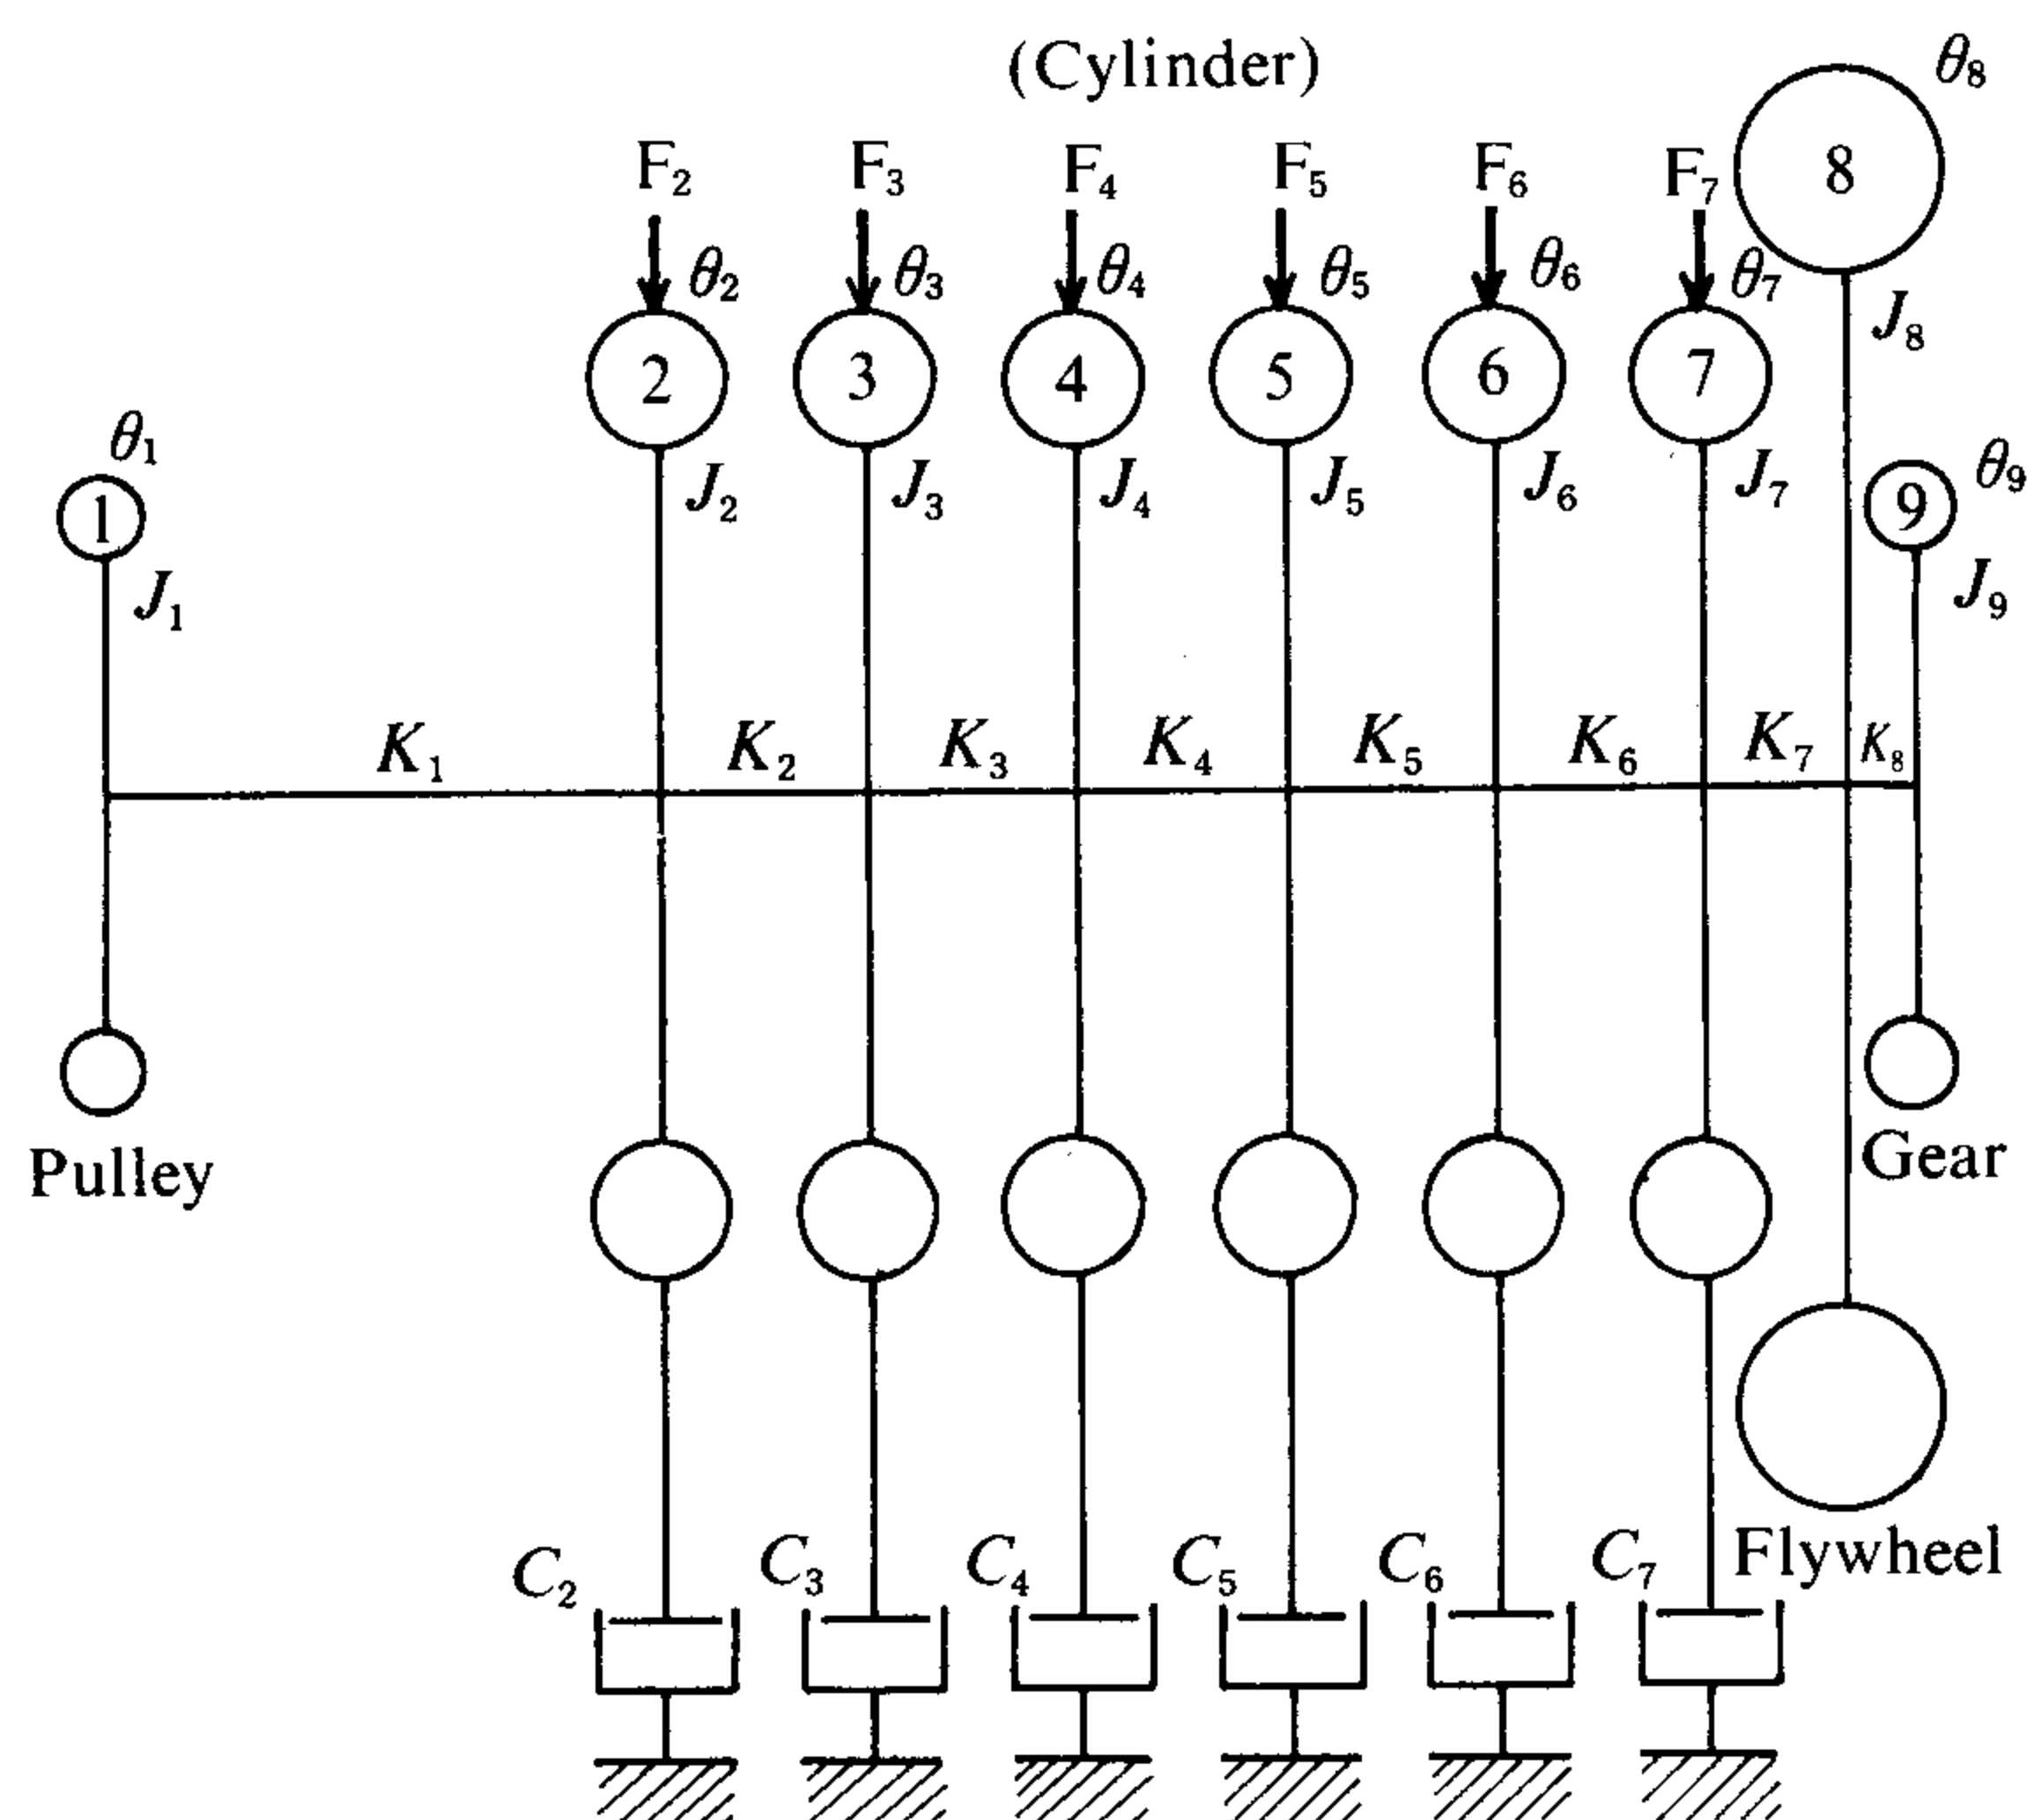 (Cylinder)
θ₈
F₂ F₃ F₄ F₅ F₆ F₇ 8
θ₂ θ₃ θ₄ θ₅ θ₆ θ₇
J₈
2 3 4 5 6 7
θ₁
J₂ J₃ J₄ J₅ J₆ J₇ θ₉
1 9
J₁ J₉
K₁ K₂ K₃ K₄ K₅ K₆ K₇ K₈
Pulley Gear
C₂ C₃ C₄ C₅ C₆ C₇ Flywheel